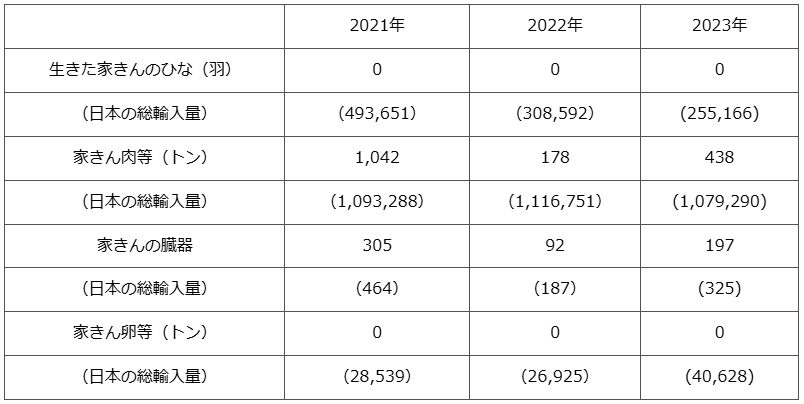 2021年 2022年 2023年
生きた家きんのひな（羽） 0 0 0
（日本の総輸入量） （493,651） （308,592） (255,166)
家きん肉等（トン） 1,042 178 438
（日本の総輸入量） （1,093,288） （1,116,751） (1,079,290)
家きんの臓器 305 92 197
（日本の総輸入量） （464） （187） (325)
家きん卵等（トン） 0 0 0
（日本の総輸入量） （28,539） （26,925） (40,628)